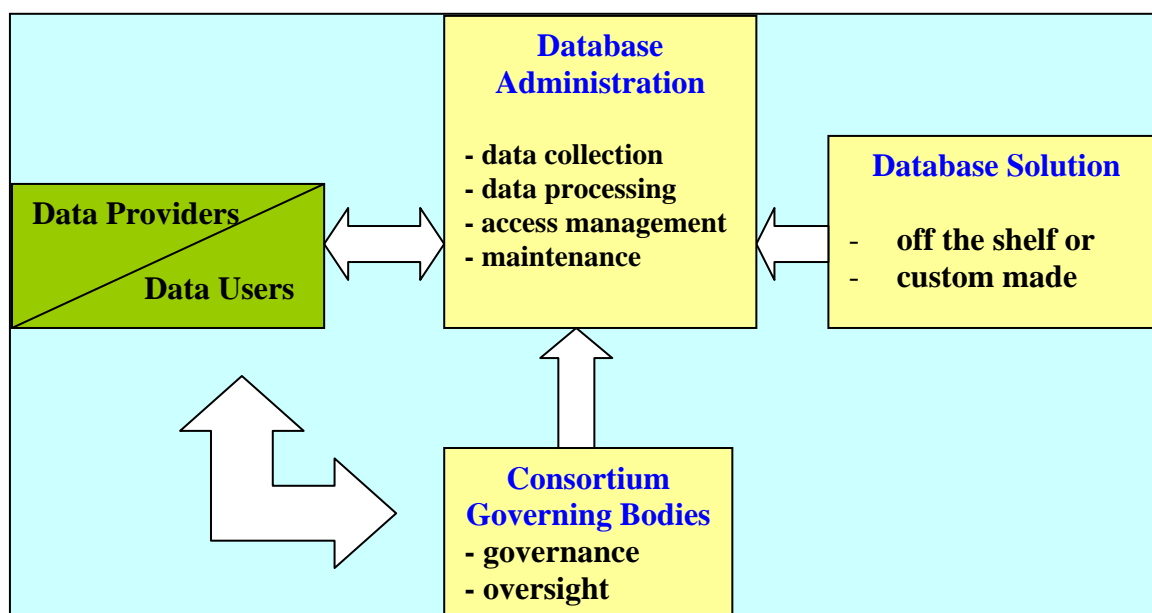 Database
Administration
- data collection
- data processing
- access management
- maintenance
Data Providers
Data Users
Database Solution
- off the shelf or
- custom made
Consortium
Governing Bodies
- governance
- oversight